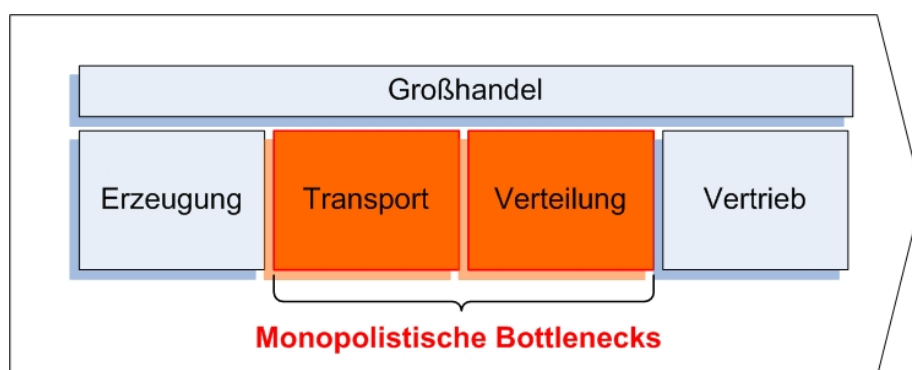 Großhandel
Erzeugung
Transport
Verteilung
Vertrieb
Monopolistische Bottlenecks